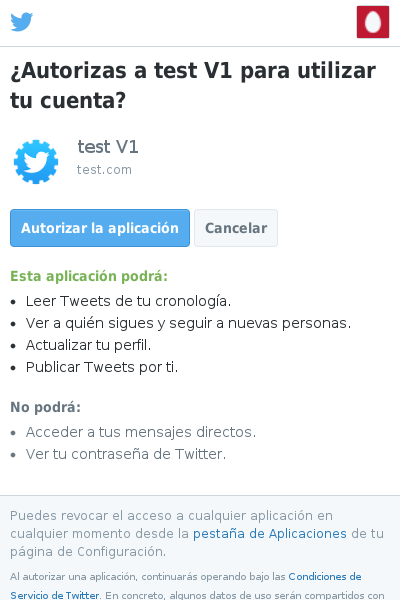 ¿Autorizas a test V1 para utilizar
tu cuenta?
test V1
test.com
Autorizar la aplicación
Cancelar
Esta aplicación podrá:
• Leer Tweets de tu cronología.
• Ver a quién sigues y seguir a nuevas personas.
• Actualizar tu perfil.
• Publicar Tweets por ti.
No podrá:
• Acceder a tus mensajes directos.
• Ver tu contraseña de Twitter.
Puedes revocar el acceso a cualquier aplicación en
cualquier momento desde la pestaña de Aplicaciones de tu
página de Configuración.
Al autorizar una aplicación, continuarás operando bajo las Condiciones de
Servicio de Twitter. En concreto, algunos datos de uso serán compartidos con